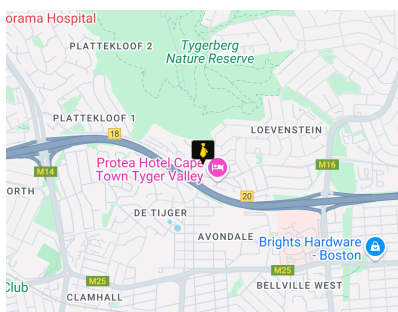 orama Hospital
PLATTEKLOOF 2
Tygerberg
Nature Reserve
PLATTEKLOOF 1
18
LOEVENSTEIN
Protea Hotel Cape
Town Tyger Valley
M14
M16
ORTH
20
DE TIJGER
AVONDALE
Brights Hardware
- Boston
M25
M25
Club
CLAMHALL
BELLVILLE WEST